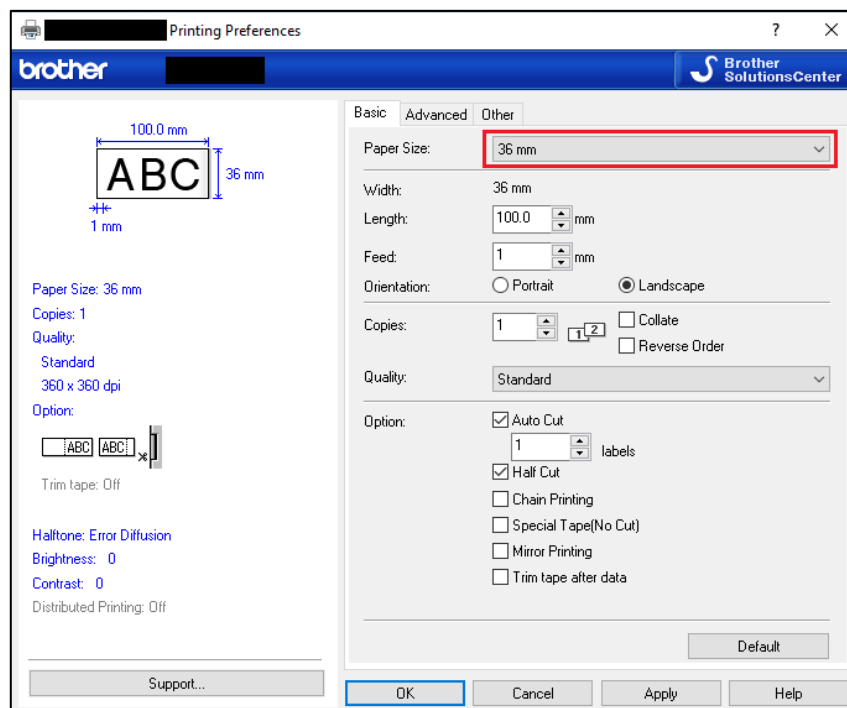 Printing Preferences
?
brother
Brother
SolutionsCenter
100.0 mm
ABC
36 mm
1 mm
Paper Size: 36 mm
Copies: 1
Quality:
Standard
360 x 360 dpi
Option:
ABC ABC
Trim tape: Off
Halftone: Error Diffusion
Brightness: 0
Contrast: 0
Distributed Printing: Off
Support...
Basic Advanced Other
Paper Size: 36 mm
Width: 36 mm
Length: 100.0 mm
Feed: 1 mm
Orientation: Portrait Landscape
Copies: 1 1 2 Collate
Reverse Order
Quality: Standard
Option: Auto Cut
1 labels
Half Cut
Chain Printing
Special Tape(No Cut)
Mirror Printing
Trim tape after data
Default
OK Cancel Apply Help